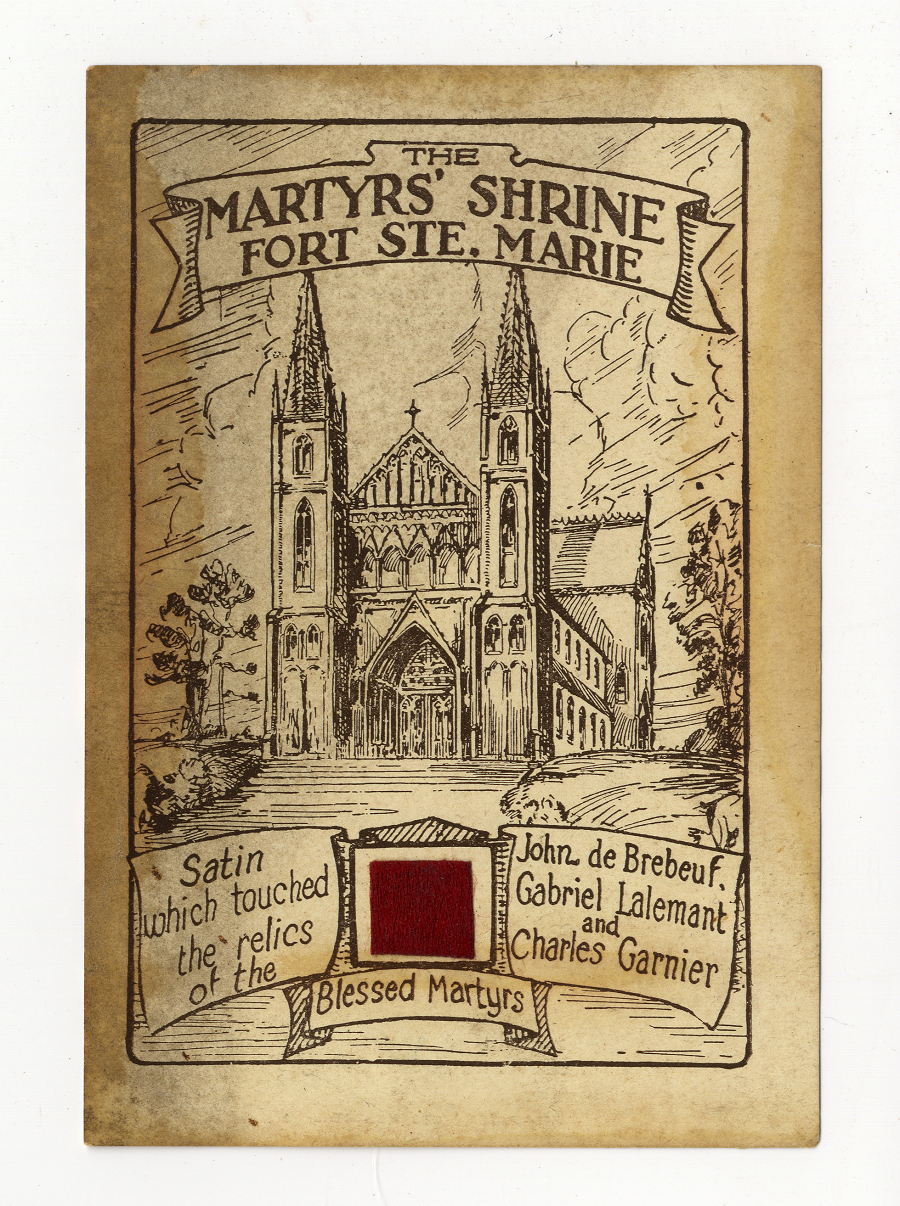 THE
MARTYRS' SHRINE
FORT STE. MARIE
Satin
which touched
the relics
of the
Blessed Martyrs
John de Brebeuf.
Gabriel Lalemant
and
Charles Garnier